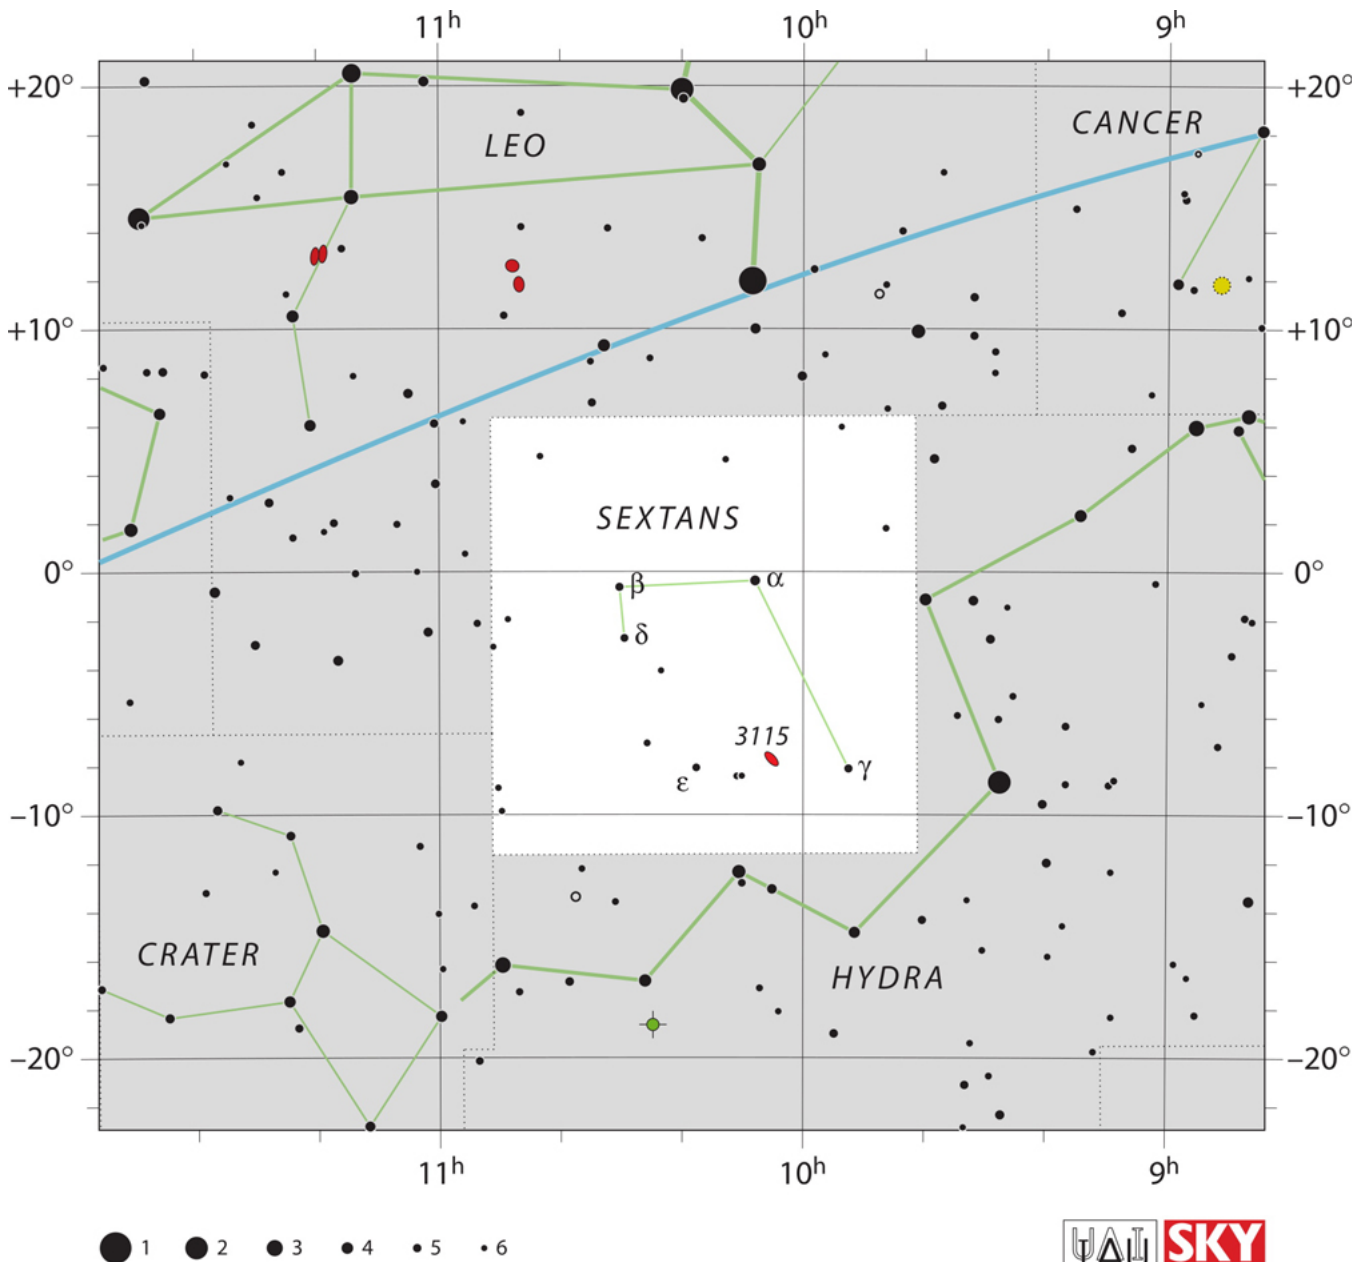 11h 10h 9h
+20° +20°
CANCER
LEO
+10° +10°
SEXTANS
0° 0°
β α
δ
3115
ε γ
−10° −10°
CRATER
HYDRA
−20° −20°
11h 10h 9h
1 2 3 4 5 6
IAU SKY